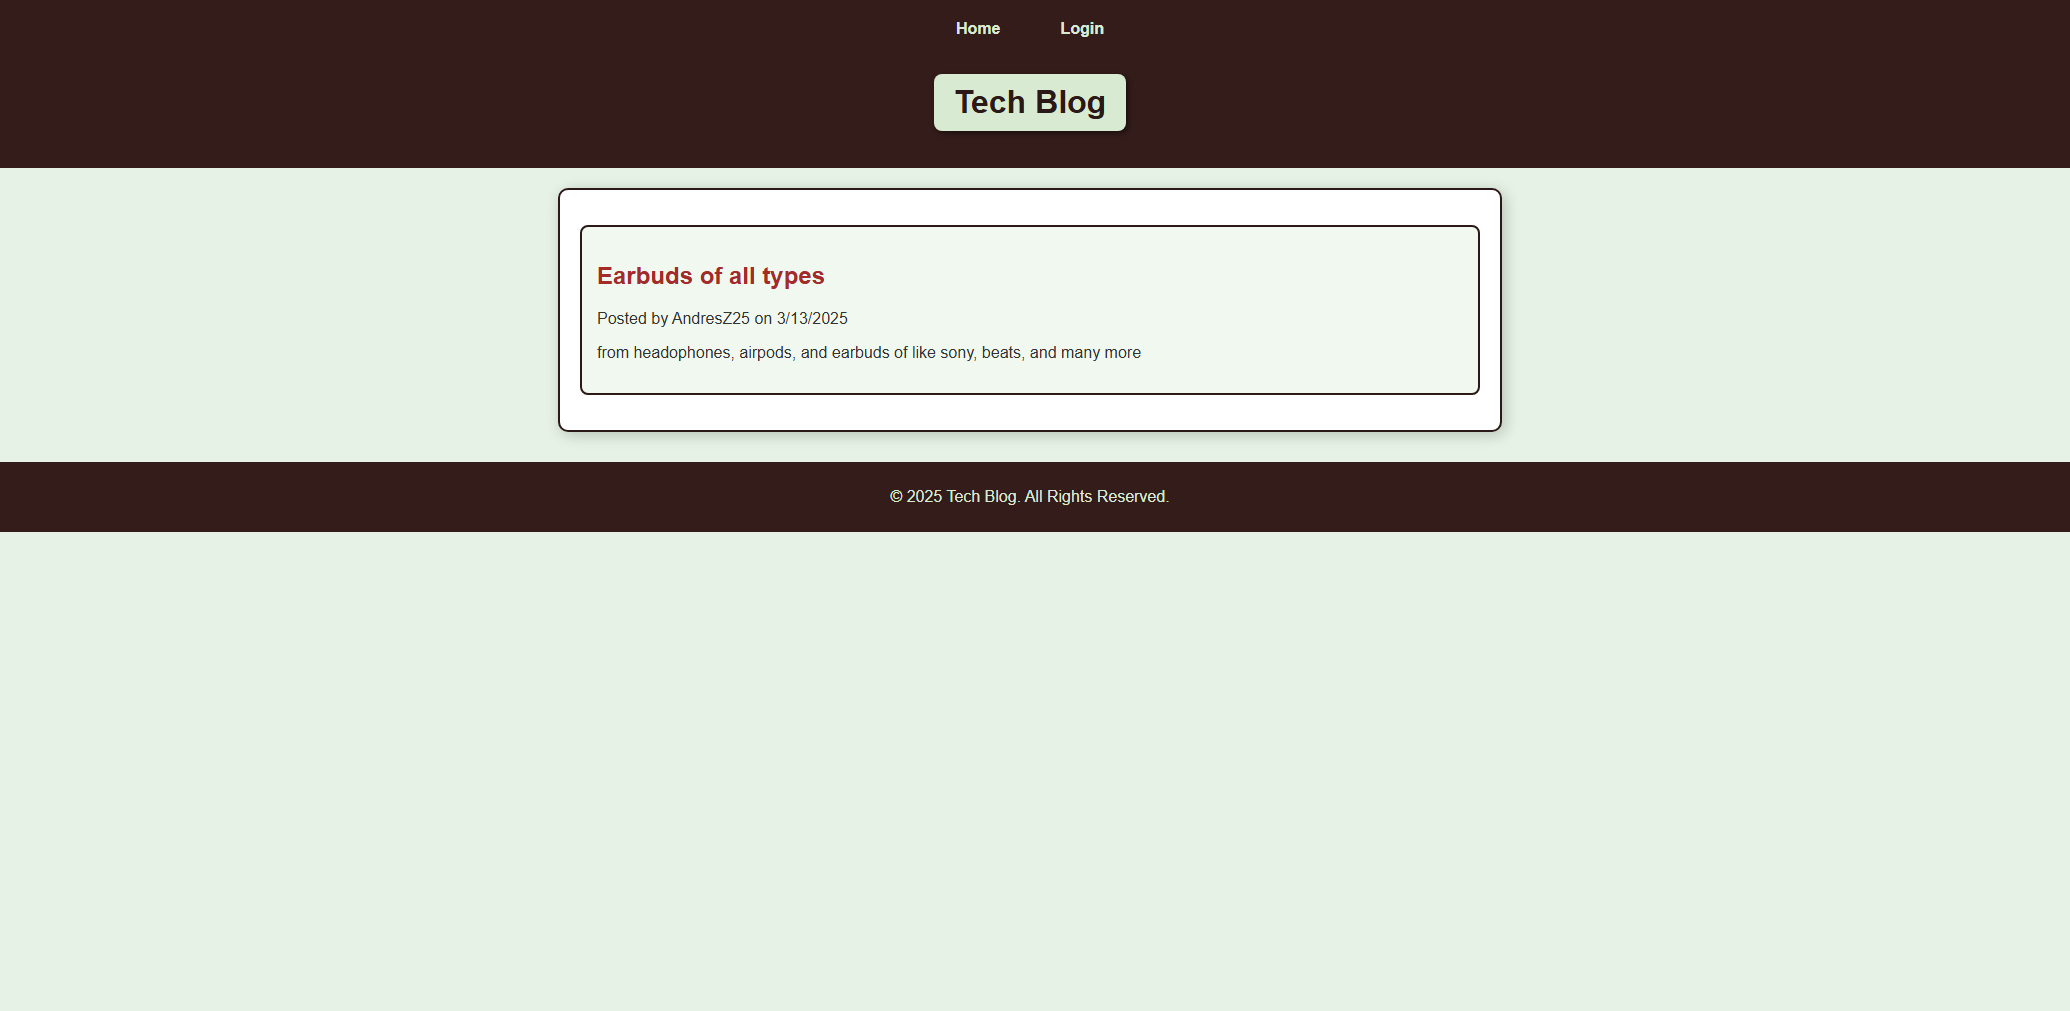 Home Login
Tech Blog
Earbuds of all types
Posted by AndresZ25 on 3/13/2025
from headophones, airpods, and earbuds of like sony, beats, and many more
© 2025 Tech Blog. All Rights Reserved.